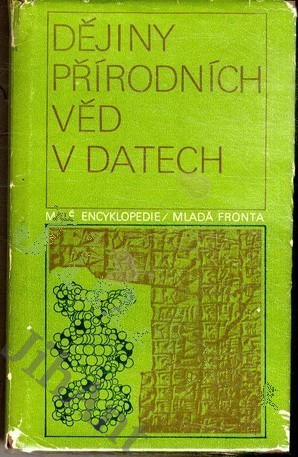 DĚJINY
PŘÍRODNÍCH
VĚD
V DATECH
MALÉ ENCYKLOPEDIE/MLADÁ FRONTA